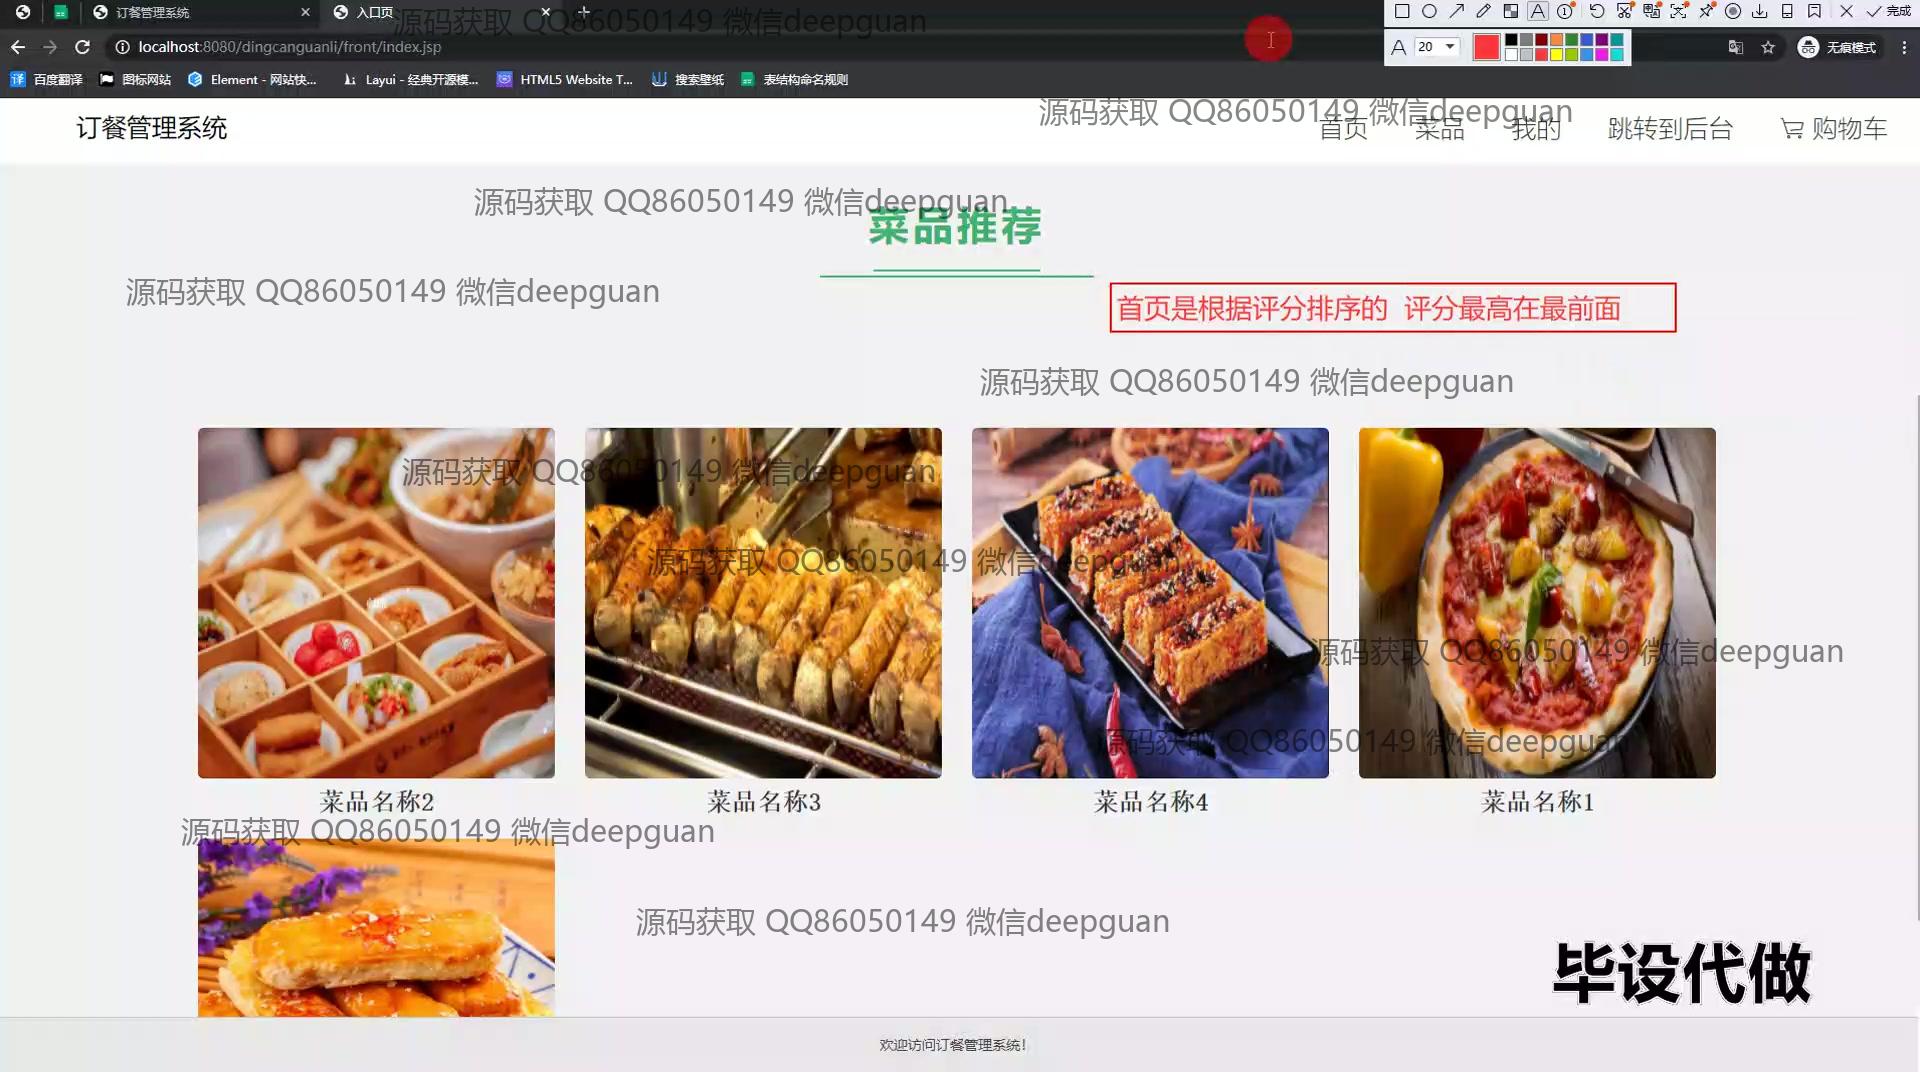 订餐管理系统
入口页
源码获取 QQ86050149 微信deepguan
完成
localhost:8080/dingcanguanli/front/index.jsp
A
20
无痕模式
译 百度翻译
图标网站
Element - 网站快...
Layui - 经典开源模...
HTML5 Website T...
搜索壁纸
表结构命名规则
源码获取 QQ86050149 微信deepguan
订餐管理系统
首页
菜品
我的
跳转到后台
购物车
源码获取 QQ86050149 微信deepguan
菜品推荐
源码获取 QQ86050149 微信deepguan
首页是根据评分排序的 评分最高在最前面
源码获取 QQ86050149 微信deepguan
源码获取 QQ86050149 微信deepguan
源码获取 QQ86050149 微信deepguan
源码获取 QQ86050149 微信deepguan
源码获取 QQ86050149 微信deepguan
菜品名称2
菜品名称3
菜品名称4
菜品名称1
源码获取 QQ86050149 微信deepguan
源码获取 QQ86050149 微信deepguan
毕设代做
欢迎访问订餐管理系统!